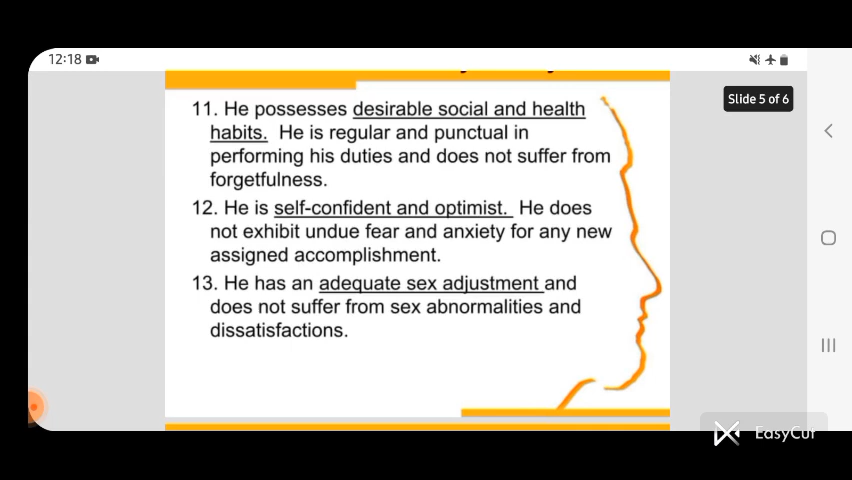 12:18
Slide 5 of 6
11. He possesses desirable social and health
habits. He is regular and punctual in
performing his duties and does not suffer from
forgetfulness.
12. He is self-confident and optimist. He does
not exhibit undue fear and anxiety for any new
assigned accomplishment.
13. He has an adequate sex adjustment and
does not suffer from sex abnormalities and
dissatisfactions.
EasyCut